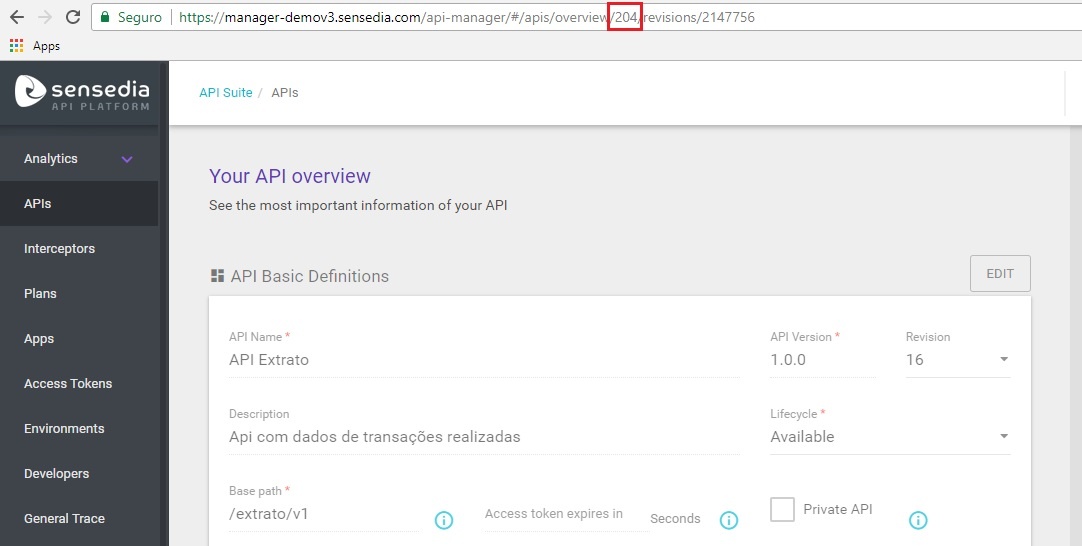 Seguro https://manager-demov3.sensedia.com/api-manager/#/apis/overview/204/revisions/2147756
Apps
sensedia
API PLATFORM
API Suite / APIs
Analytics
APIs
Interceptors
Plans
Apps
Access Tokens
Environments
Developers
General Trace
Your API overview
See the most important information of your API
API Basic Definitions
EDIT
API Name * API Version * Revision
API Extrato 1.0.0 16
Description Lifecycle *
Api com dados de transações realizadas Available
Base path *
/extrato/v1 Access token expires in Seconds Private API